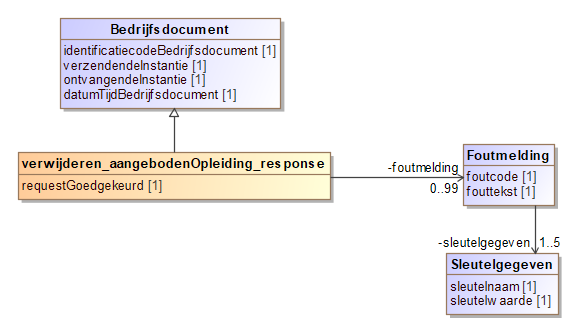 Bedrijfsdocument
identificatiecodeBedrijfsdocument [1]
verzendendeInstantie [1]
ontvangendeInstantie [1]
datumTijdBedrijfsdocument [1]
verwijderen_aangebodenOpleiding_response
requestGoedgekeurd [1]
-foutmelding
0..99
Foutmelding
foutcode [1]
fouttekst [1]
-sleutelgegeven 1..5
Sleutelgegeven
sleutelnaam [1]
sleutelwaarde [1]